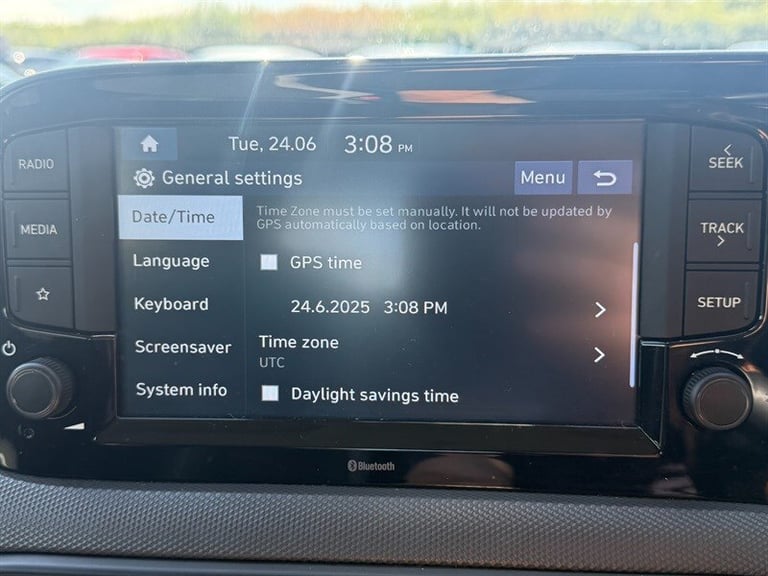 Tue, 24.06 3:08 PM
RADIO
MEDIA
General settings
Menu
Date/Time
Language
Keyboard
Screensaver
System info
Time Zone must be set manually. It will not be updated by
GPS automatically based on location.
GPS time
24.6.2025 3:08 PM
Time zone
UTC
Daylight savings time
SEEK
TRACK
SETUP
Bluetooth